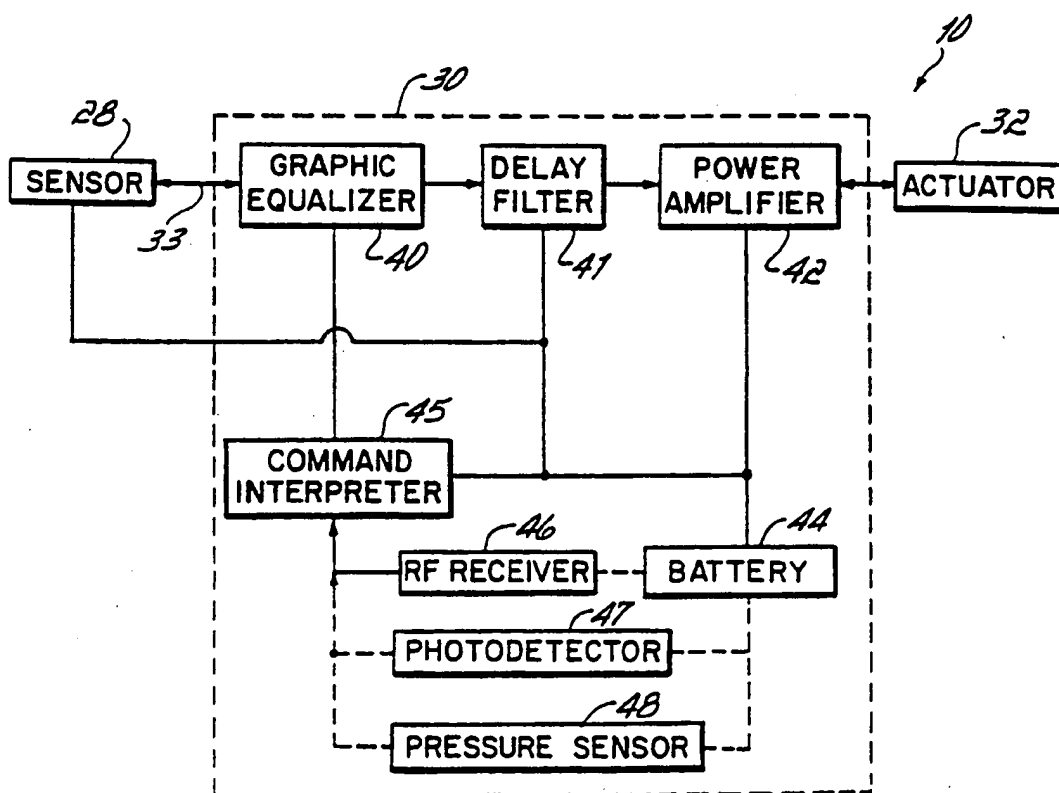 10
30
28
32
SENSOR
GRAPHIC
EQUALIZER
DELAY
FILTER
POWER
AMPLIFIER
ACTUATOR
33
40
41
42
45
COMMAND
INTERPRETER
46
44
RF RECEIVER
BATTERY
47
PHOTODETECTOR
48
PRESSURE SENSOR